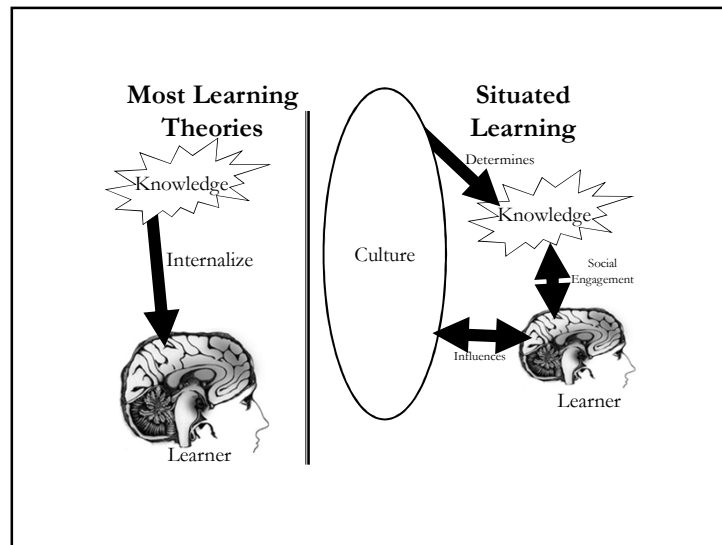 Most Learning
Theories
Knowledge
Internalize
Learner
Situated
Learning
Determines
Knowledge
Culture
Social
Engagement
Influences
Learner